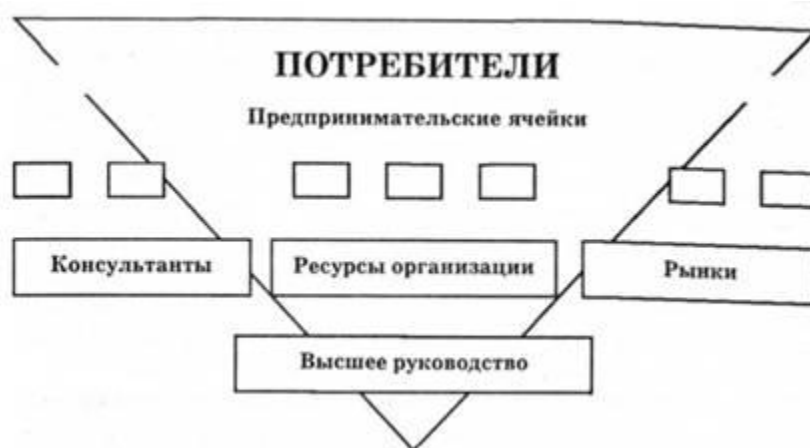 ПОТРЕБИТЕЛИ
Предпринимательские ячейки
Консультанты
Ресурсы организации
Рынки
Высшее руководство